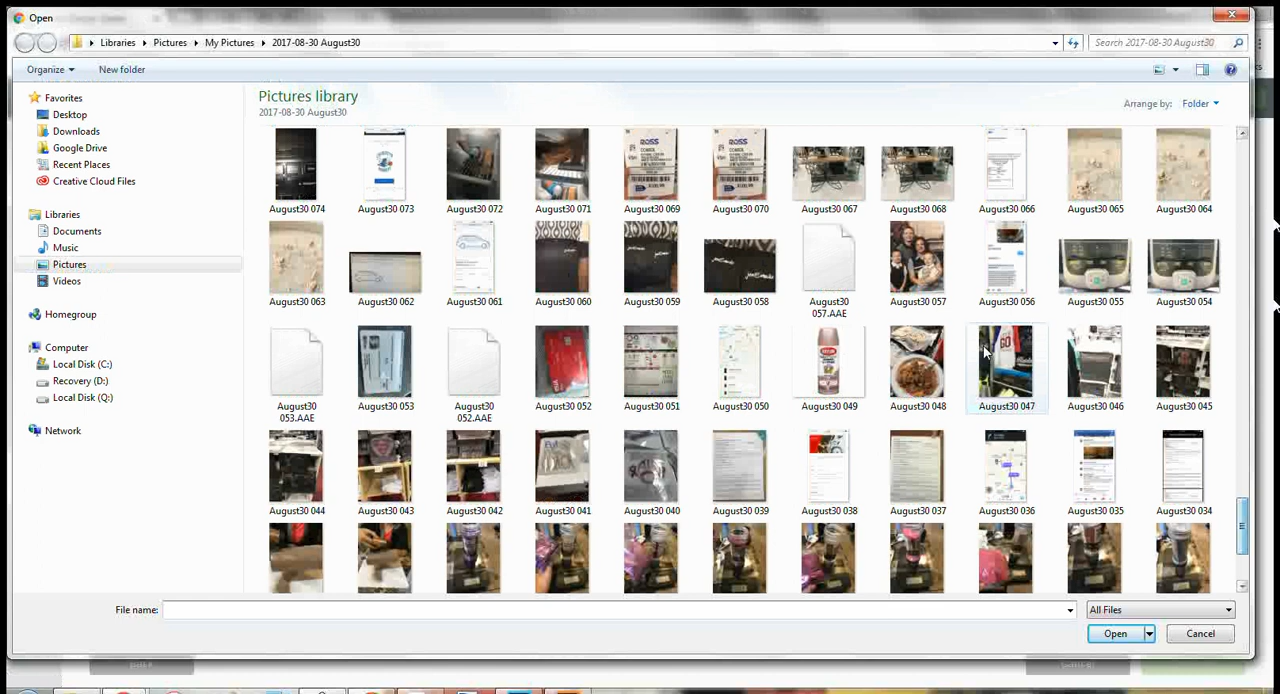 Open
Libraries Pictures My Pictures 2017-08-30 August30
Search 2017-08-30 August30
Organize New folder
Favorites
Desktop
Downloads
Google Drive
Recent Places
Creative Cloud Files
Libraries
Documents
Music
Pictures
Videos
Homegroup
Computer
Local Disk (C:)
Recovery (D:)
Local Disk (Q:)
Network
Pictures library
2017-08-30 August30
Arrange by: Folder
ROSS ROSS
August30 074 August30 073 August30 072 August30 071 August30 069 August30 070 August30 067 August30 068 August30 066 August30 065 August30 064
August30 063 August30 062 August30 061 August30 060 August30 059 August30 058 August30 057.AAE August30 057 August30 056 August30 055 August30 054
GO
August30 053.AAE August30 053 August30 052.AAE August30 052 August30 051 August30 050 August30 049 August30 048 August30 047 August30 046 August30 045
August30 044 August30 043 August30 042 August30 041 August30 040 August30 039 August30 038 August30 037 August30 036 August30 035 August30 034
File name:
All Files
Open Cancel